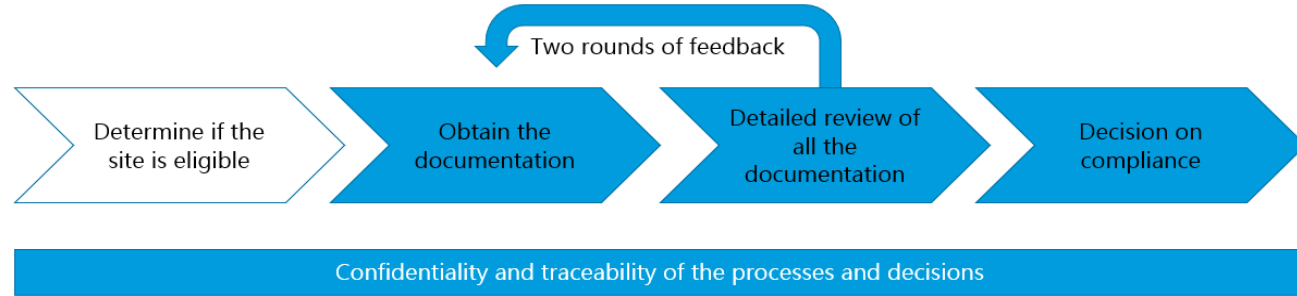 Two rounds of feedback
Determine if the
site is eligible
Obtain the
documentation
Detailed review of
all the
documentation
Decision on
compliance
Confidentiality and traceability of the processes and decisions